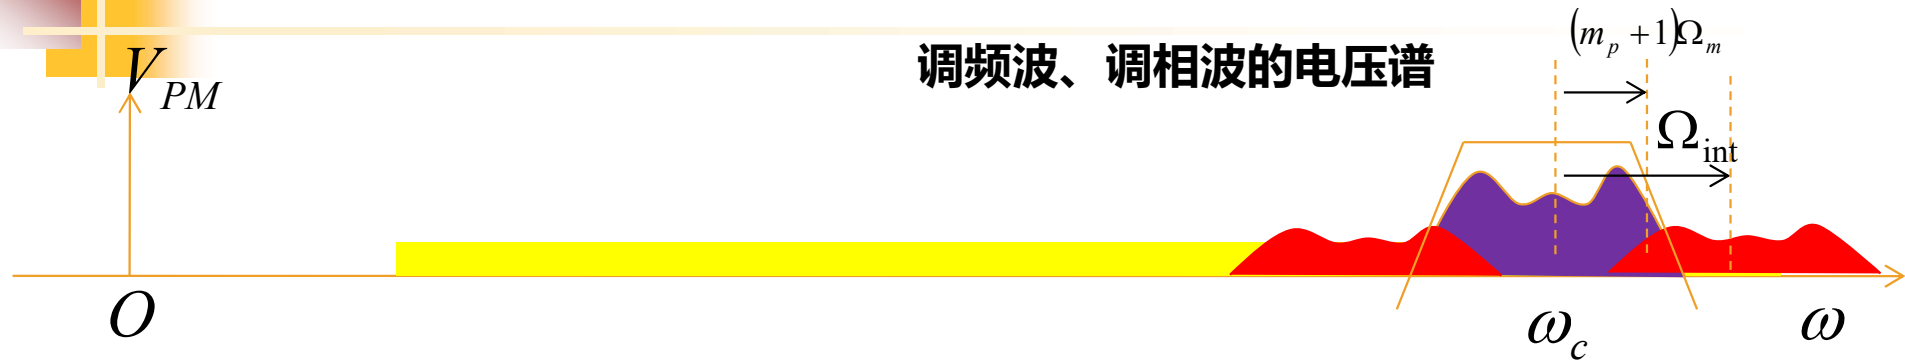 调频波、调相波的电压谱
(m_p + 1)Ω_m
V_PM
Ω_int
O
ω_c
ω